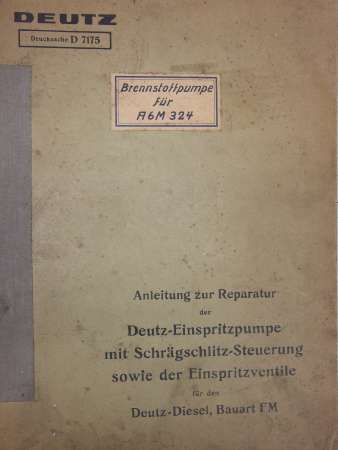 DEUTZ
Drucksache D 7175
Brennstoffpumpe
für
A6M 324
Anleitung zur Reparatur
der
Deutz-Einspritzpumpe
mit Schrägschlitz-Steuerung
sowie der Einspritzventile
für den
Deutz-Diesel, Bauart FM